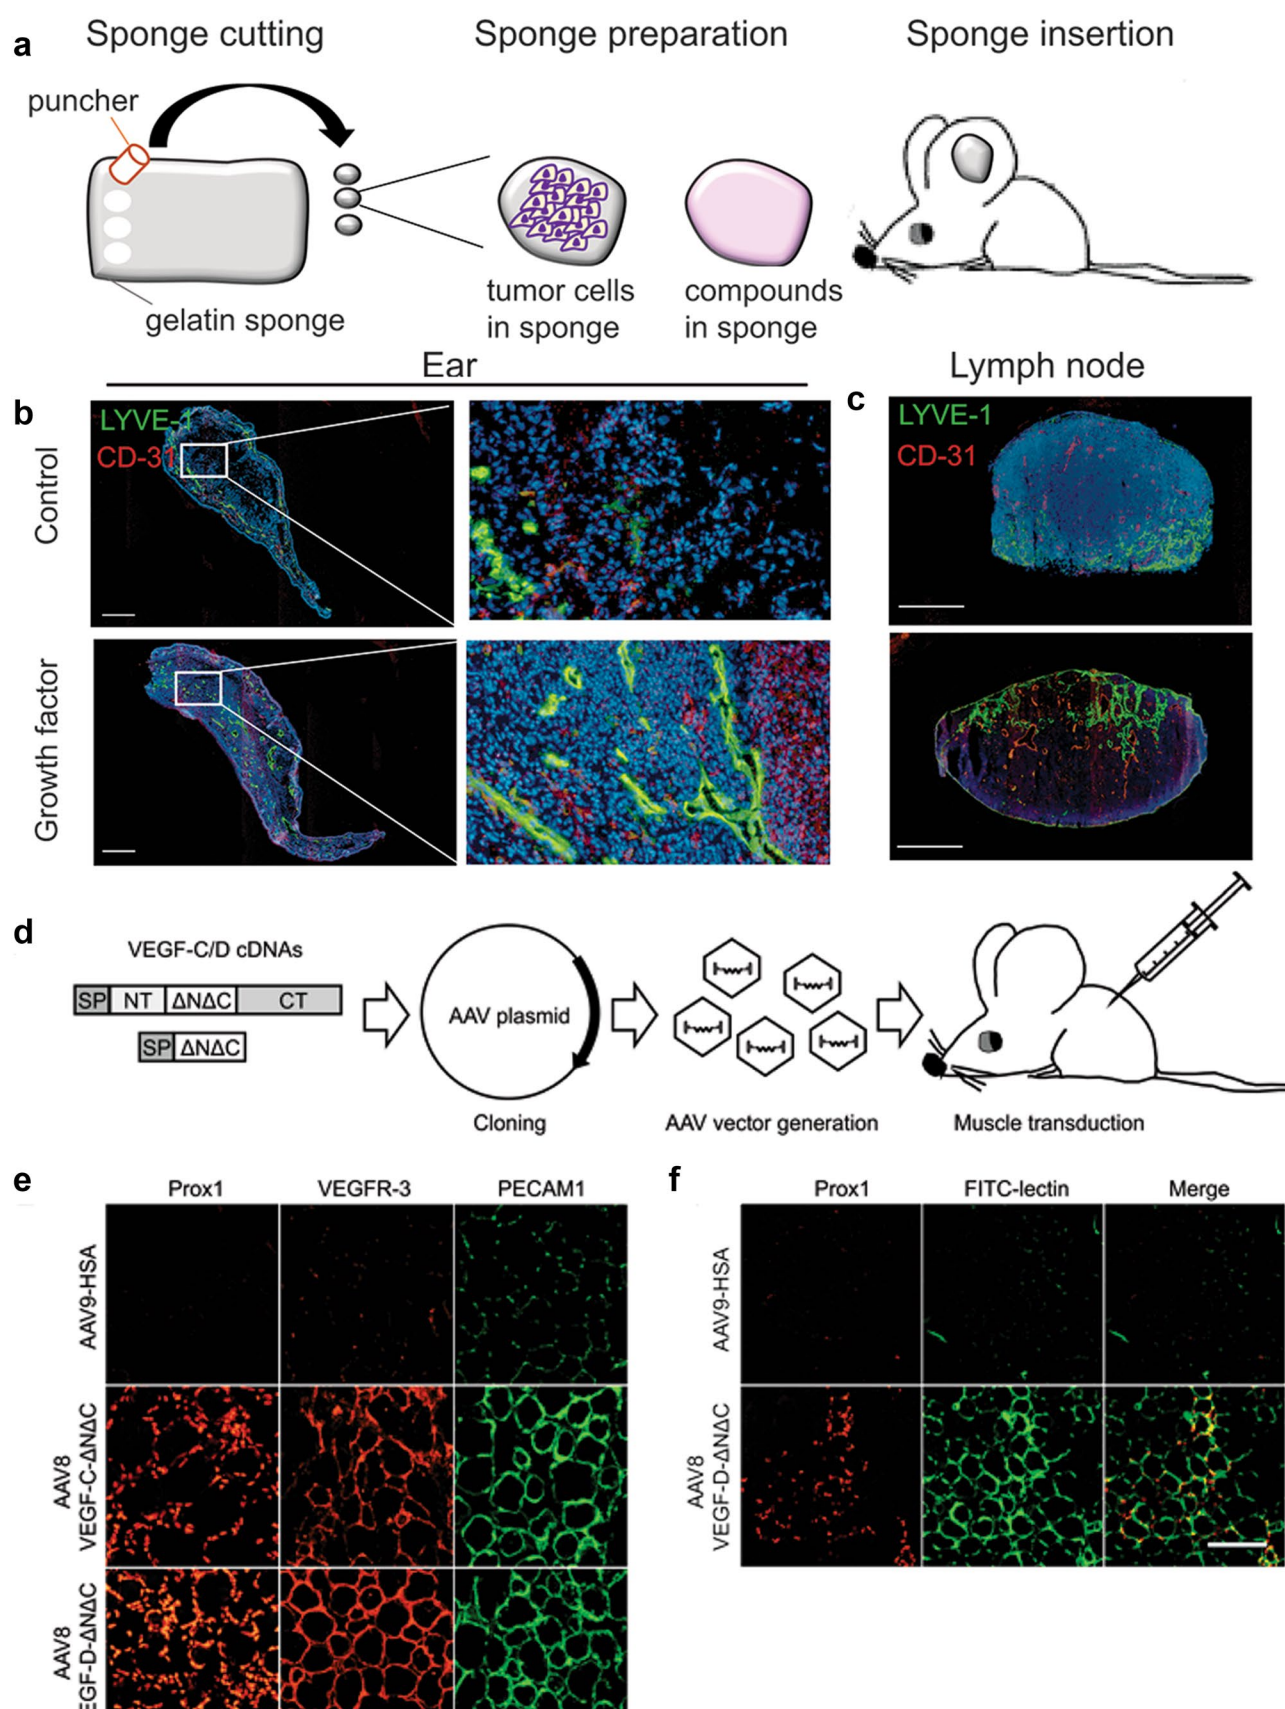 a
Sponge cutting
Sponge preparation
Sponge insertion
puncher
gelatin sponge
tumor cells
in sponge
compounds
in sponge
Ear
Lymph node
b
c
Control
LYVE-1
CD-31
LYVE-1
CD-31
Growth factor
d
VEGF-C/D cDNAs
SP NT ΔNΔC CT
SP ΔNΔC
AAV plasmid
Cloning
AAV vector generation
Muscle transduction
e
Prox1 VEGFR-3 PECAM1
AAV9-HSA
AAV8
VEGF-C-ΔNΔC
AAV8
EGF-D-ΔNΔC
f
Prox1 FITC-lectin Merge
AAV9-HSA
AAV8
VEGF-D-ΔNΔC